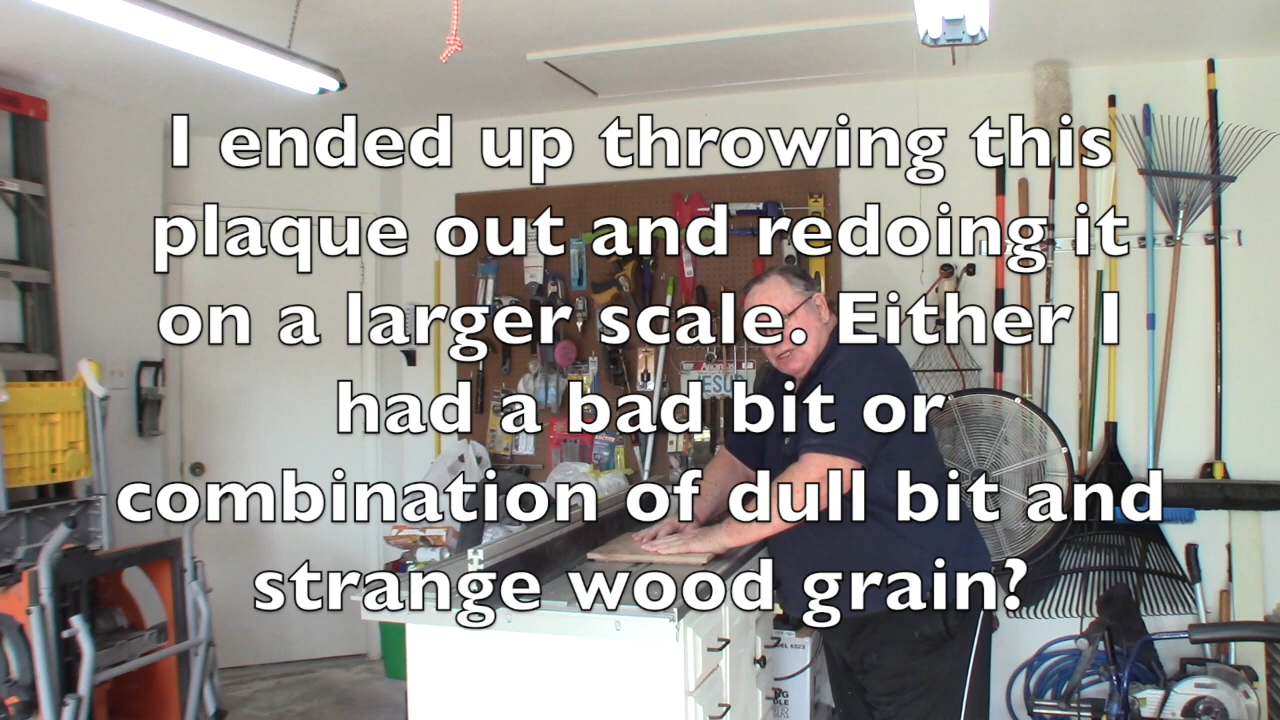 I ended up throwing this
plaque out and redoing it
on a larger scale. Either I
had a bad bit or
combination of dull bit and
strange wood grain?
LOCTITE